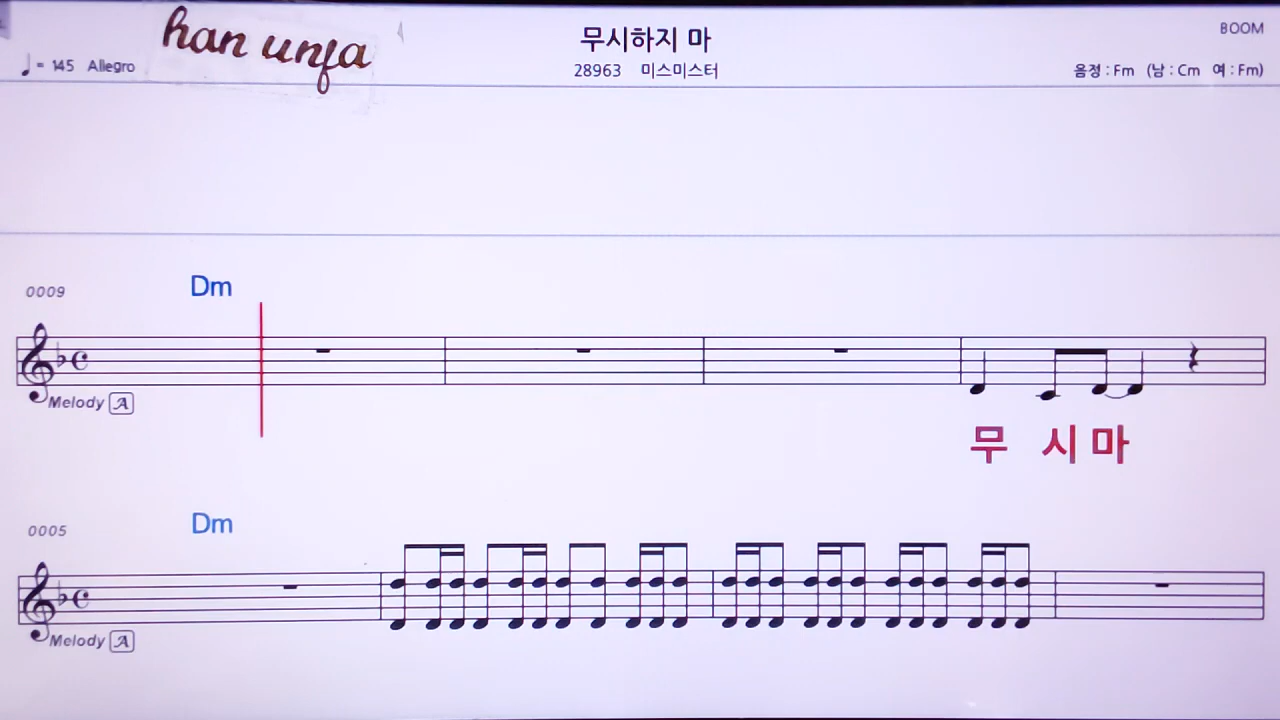 han unfa
무시하지 마
BOOM
♩ = 145 Allegro
28963 미스미스터
음정 : Fm (남 : Cm 여 : Fm)
0009
Dm
Melody A
무 시 마
0005
Dm
Melody A